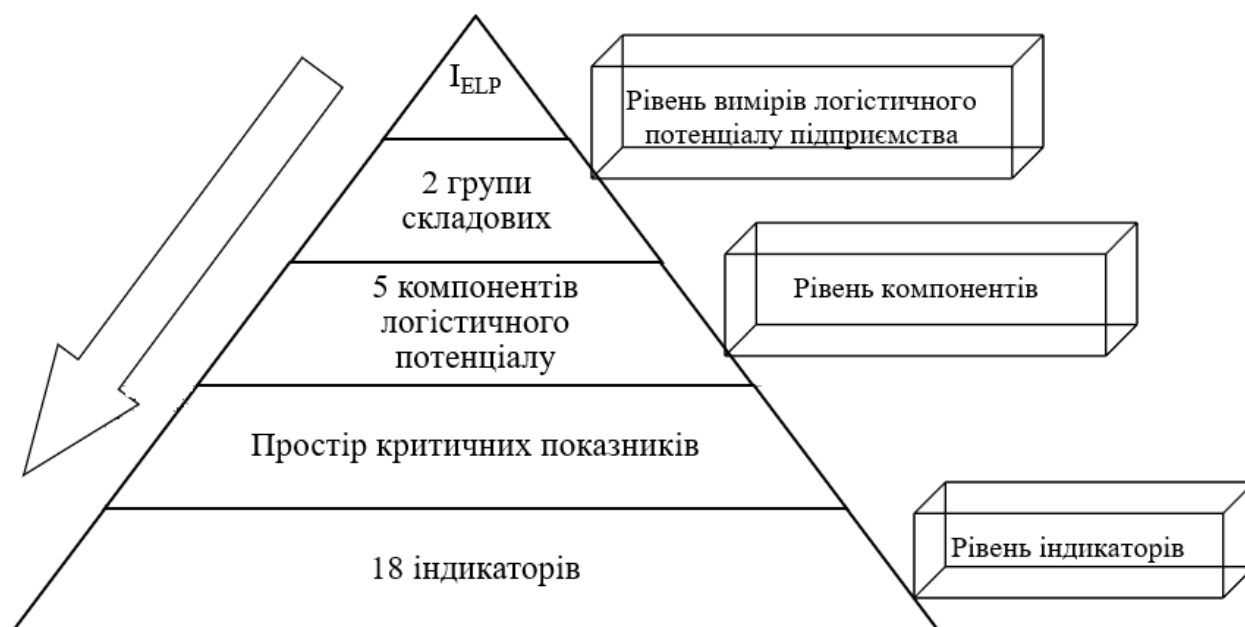 I_ELP
Рівень вимірів логістичного
потенціалу підприємства
2 групи
складових
Рівень компонентів
5 компонентів
логістичного
потенціалу
Простір критичних показників
Рівень індикаторів
18 індикаторів